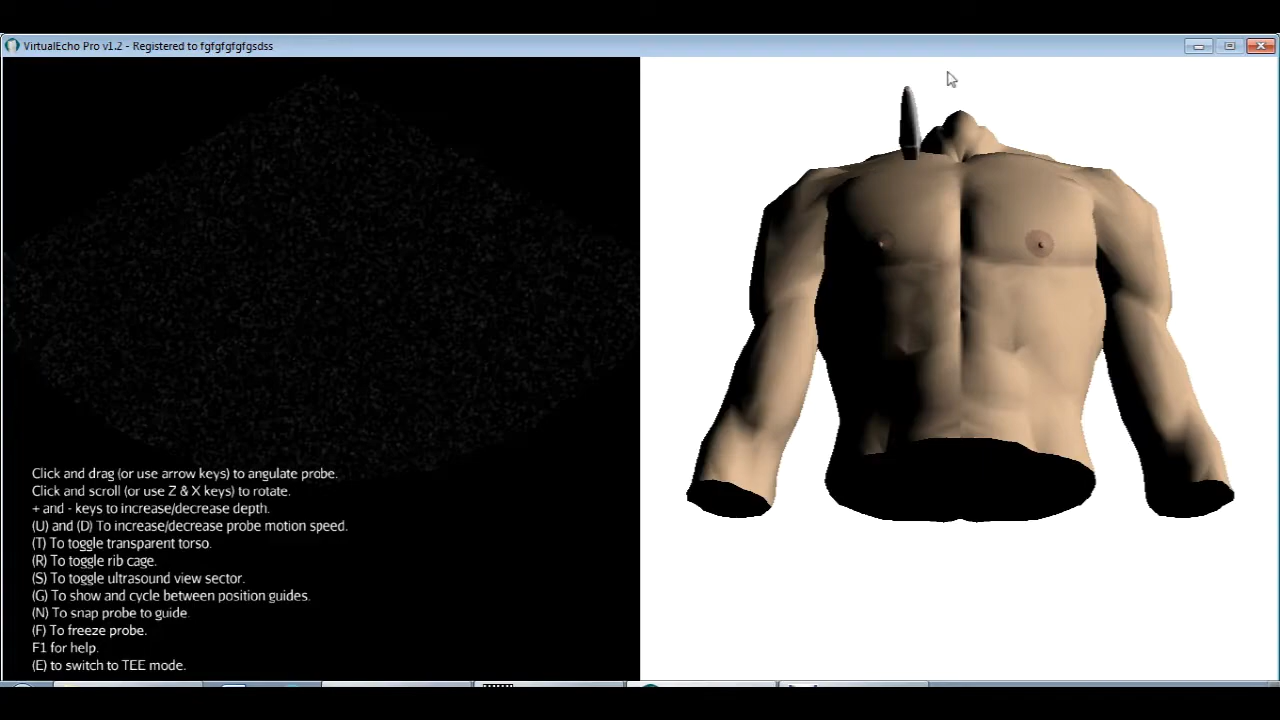 VirtualEcho Pro v1.2 - Registered to fgfgfgfgfgsdss
Click and drag (or use arrow keys) to angulate probe.
Click and scroll (or use Z & X keys) to rotate.
+ and - keys to increase/decrease depth.
(U) and (D) To increase/decrease probe motion speed.
(T) To toggle transparent torso.
(R) To toggle rib cage.
(S) To toggle ultrasound view sector.
(G) To show and cycle between position guides.
(N) To snap probe to guide.
(F) To freeze probe.
F1 for help.
(E) to switch to TEE mode.